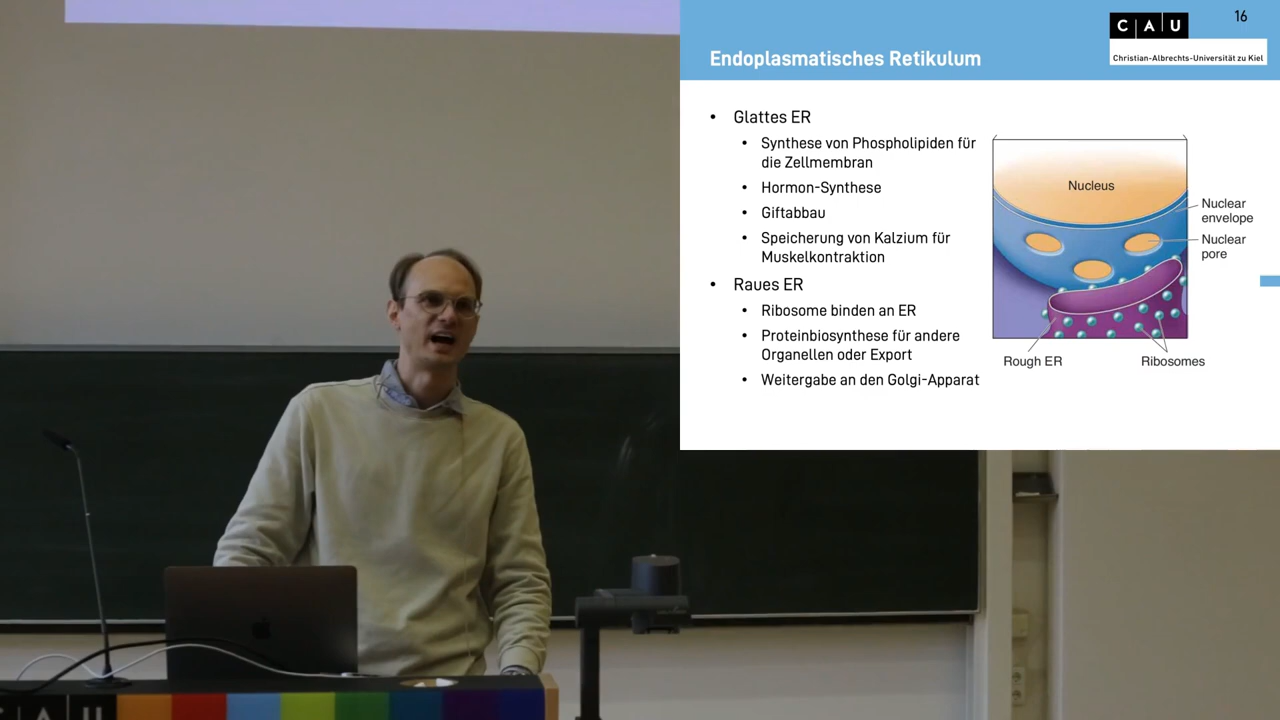 C A U
16
Christian-Albrechts-Universität zu Kiel
Endoplasmatisches Retikulum
• Glattes ER
• Synthese von Phospholipiden für
die Zellmembran
• Hormon-Synthese
• Giftabbau
• Speicherung von Kalzium für
Muskelkontraktion
• Raues ER
• Ribosome binden an ER
• Proteinbiosynthese für andere
Organellen oder Export
• Weitergabe an den Golgi-Apparat
Nucleus
Nuclear
envelope
Nuclear
pore
Rough ER
Ribosomes
C A U